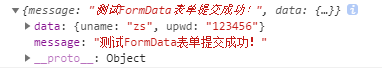 ▼{message: "测试FormData表单提交成功！", data: {…}} i
▶data: {uname: "zs", upwd: "123456"}
message: "测试FormData表单提交成功！"
▶__proto__: Object